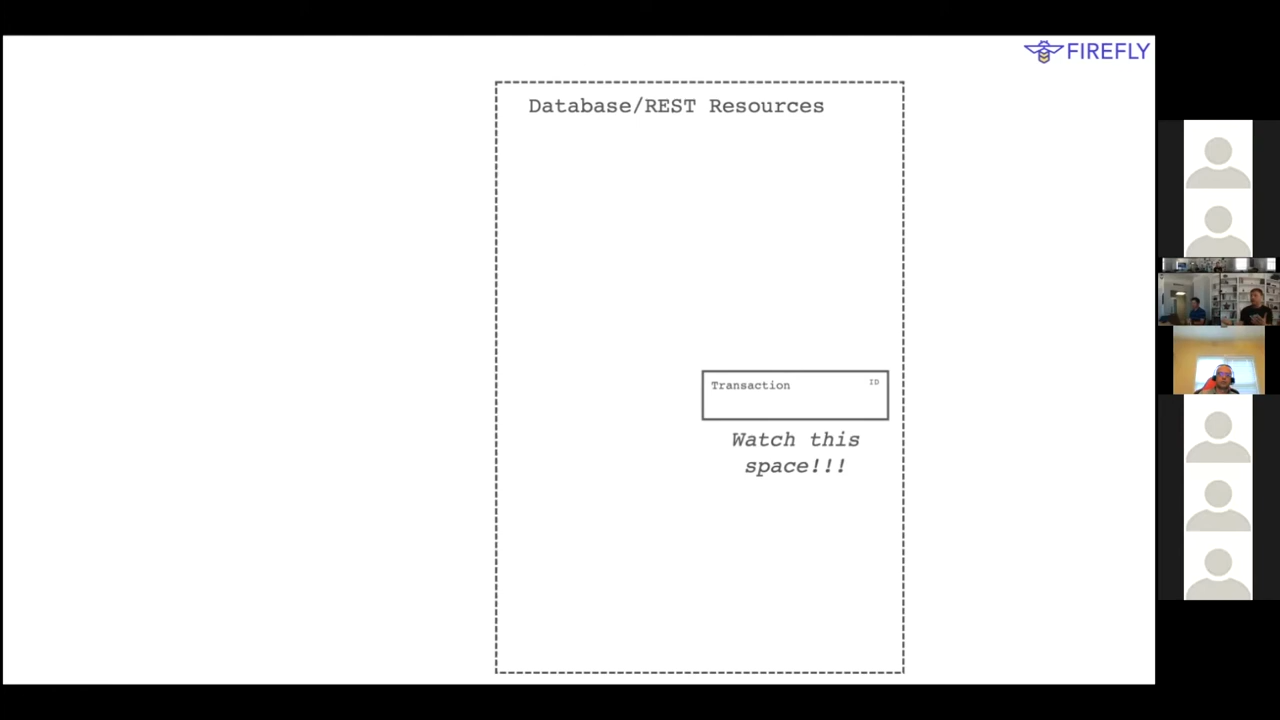 FIREFLY
Database/REST Resources
Transaction
ID
Watch this
space!!!